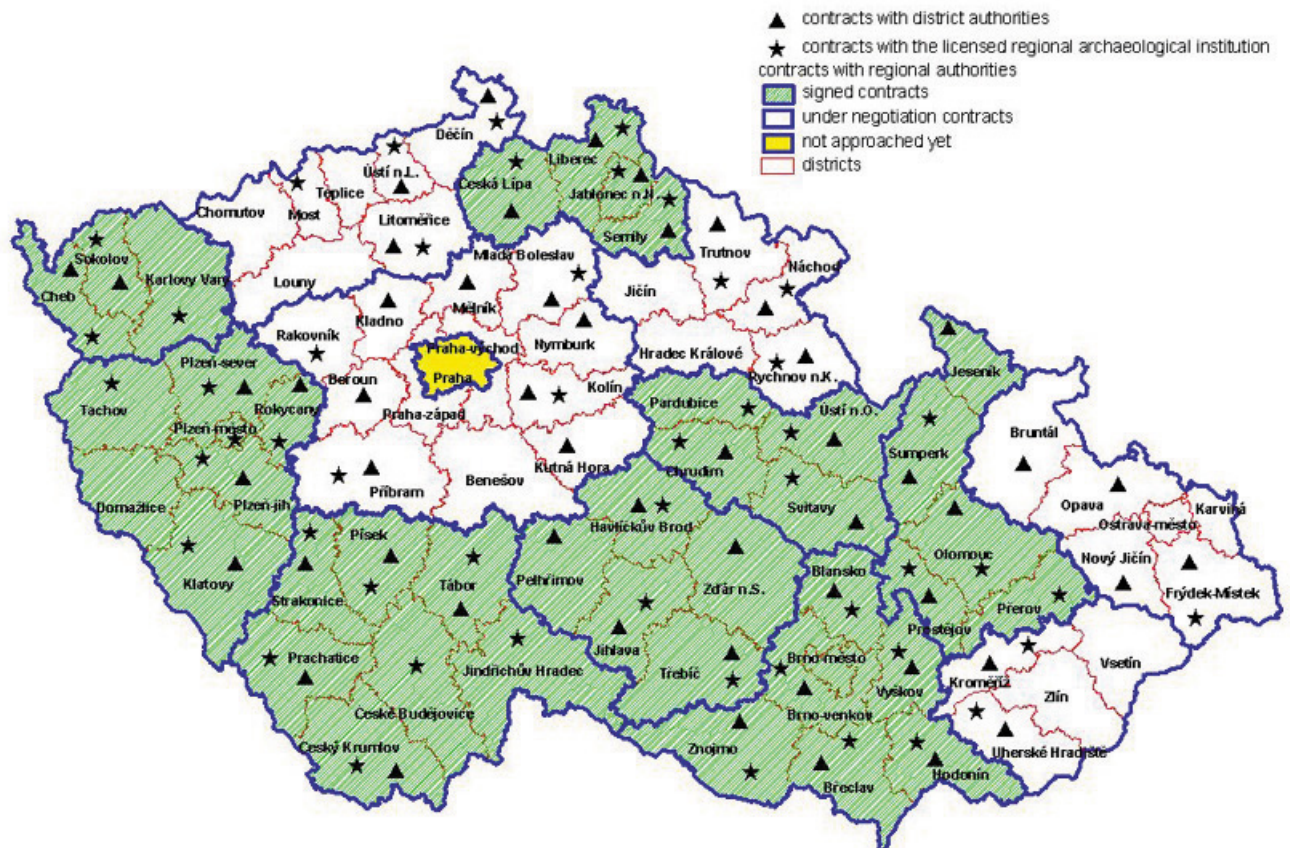 contracts with district authorities
contracts with the licensed regional archaeological institution
contracts with regional authorities
signed contracts
under negotiation contracts
not approached yet
districts
Děčín
Ústí n.L.
Teplice
Most
Chomutov
Litoměřice
Louny
Česká Lípa
Liberec
Jablonec n.N.
Semily
Trutnov
Náchod
Jičín
Hradec Králové
Rychnov n.K.
Mladá Boleslav
Mělník
Kladno
Rakovník
Nymburk
Praha-východ
Praha
Beroun
Praha-západ
Kolín
Kutná Hora
Příbram
Benešov
Sokolov
Cheb
Karlovy Vary
Plzeň-sever
Tachov
Rokycany
Plzeň-město
Domažlice
Plzeň-jih
Klatovy
Pardubice
Ústí n.O.
Chrudim
Svitavy
Jeseník
Šumperk
Olomouc
Přerov
Prostějov
Bruntál
Opava
Karviná
Ostrava-město
Nový Jičín
Frýdek-Místek
Písek
Strakonice
Tábor
Prachatice
Jindřichův Hradec
České Budějovice
Český Krumlov
Havlíčkův Brod
Pelhřimov
Žďár n.S.
Jihlava
Třebíč
Blansko
Brno-město
Vyškov
Brno-venkov
Znojmo
Břeclav
Hodonín
Kroměříž
Vsetín
Zlín
Uherské Hradiště